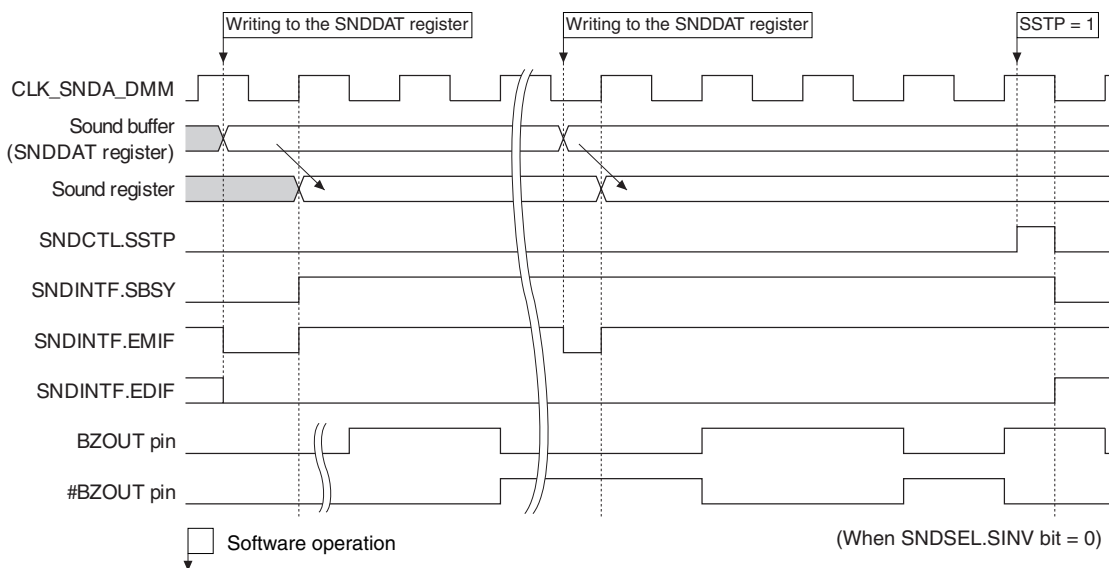 Writing to the SNDDAT register
Writing to the SNDDAT register
SSTP = 1
CLK_SNDA_DMM
Sound buffer
(SNDDAT register)
Sound register
SNDCTL.SSTP
SNDINTF.SBSY
SNDINTF.EMIF
SNDINTF.EDIF
BZOUT pin
#BZOUT pin
Software operation
(When SNDSEL.SINV bit = 0)